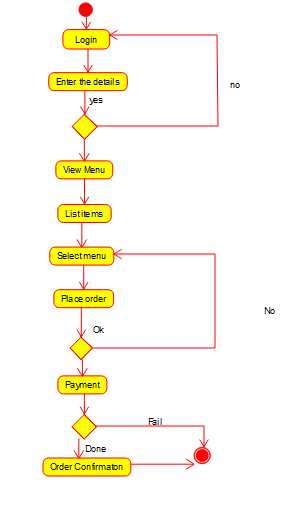 Login
no
Enter the details
yes
View Menu
List items
Select menu
Place order
No
Ok
Payment
Fail
Done
Order Confirmaton